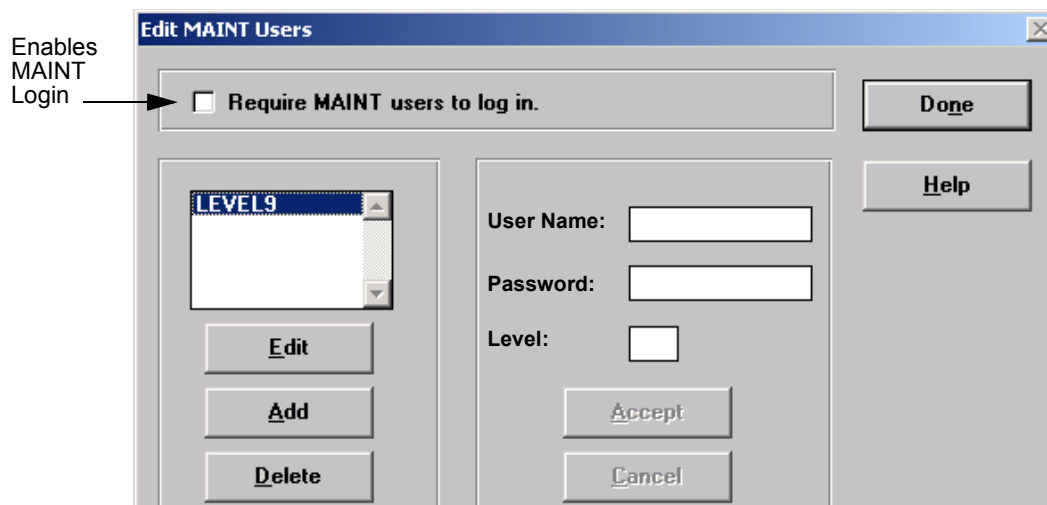 Edit MAINT Users
Enables
MAINT
Login
Require MAINT users to log in.
Done
Help
LEVEL9
Edit
Add
Delete
User Name:
Password:
Level:
Accept
Cancel